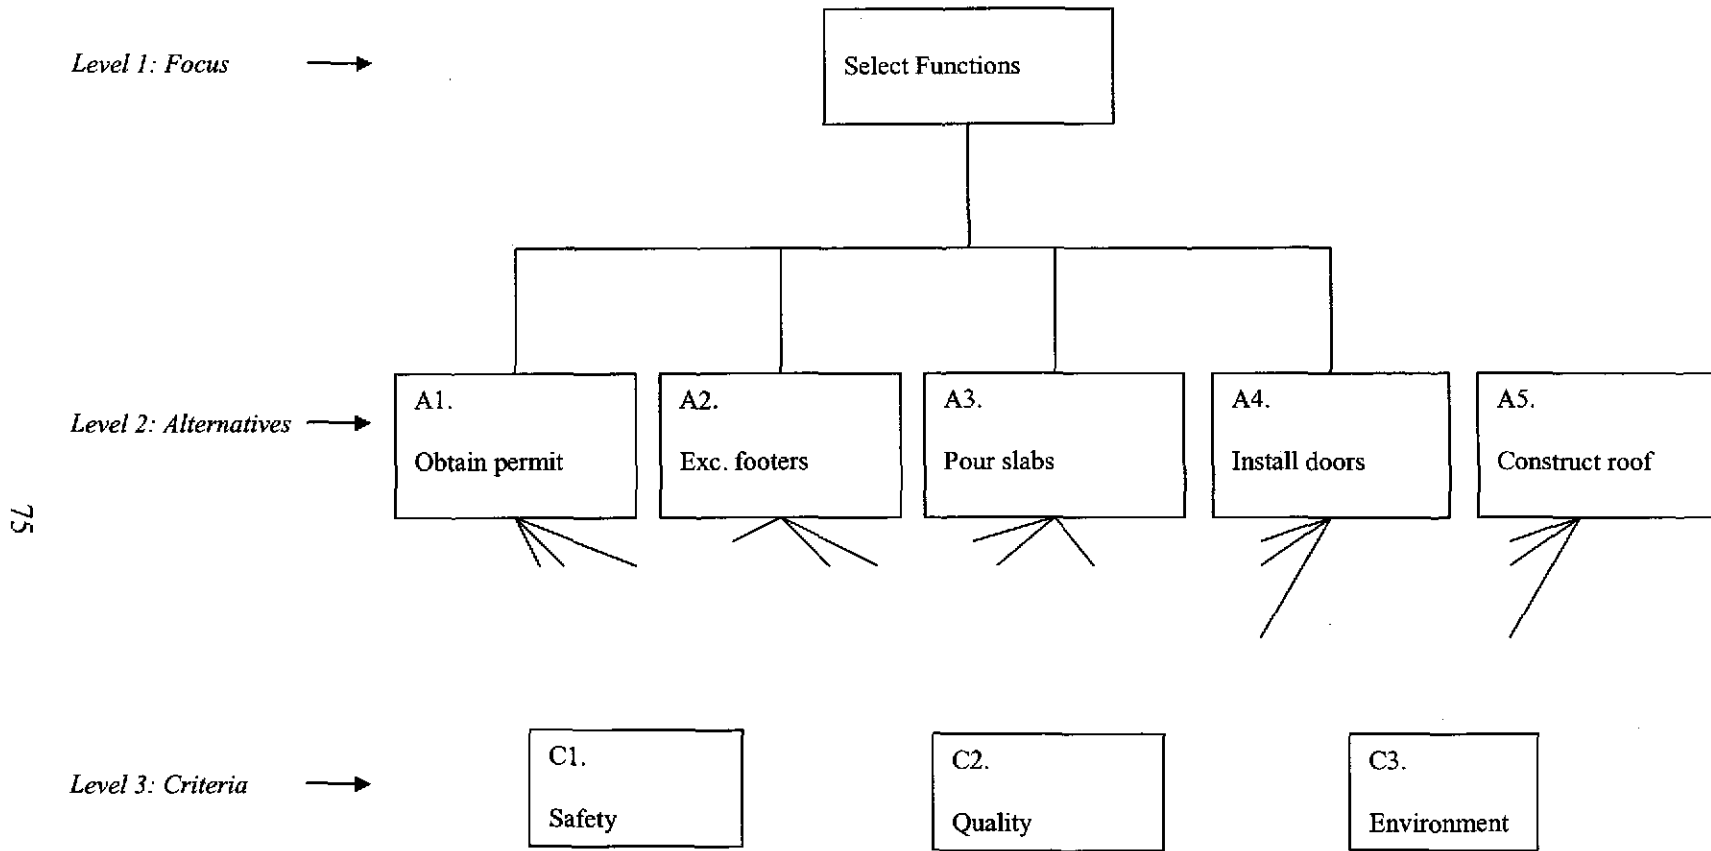 Level 1: Focus
Select Functions
Level 2: Alternatives
A1.
Obtain permit
A2.
Exc. footers
A3.
Pour slabs
A4.
Install doors
A5.
Construct roof
75
Level 3: Criteria
C1.
Safety
C2.
Quality
C3.
Environment